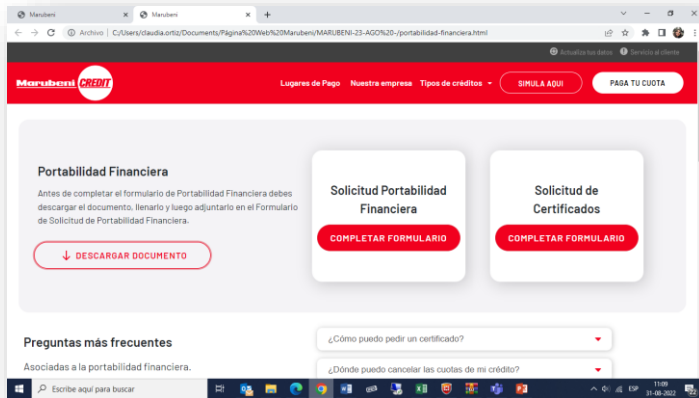 Marubeni
Marubeni
Archivo | C:/Users/claudia.ortiz/Documents/Página%20Web%20Marubeni/MARUBENI-23-AGO%20-/portabilidad-financiera.html
Actualiza tus datos Servicio al cliente
Marubeni CREDIT
Lugares de Pago Nuestra empresa Tipos de créditos SIMULA AQUI PAGA TU CUOTA
Portabilidad Financiera
Antes de completar el formulario de Portabilidad Financiera debes
descargar el documento, llenarlo y luego adjuntarlo en el Formulario
de Solicitud de Portabilidad Financiera.
DESCARGAR DOCUMENTO
Solicitud Portabilidad
Financiera
COMPLETAR FORMULARIO
Solicitud de
Certificados
COMPLETAR FORMULARIO
Preguntas más frecuentes
Asociadas a la portabilidad financiera.
¿Cómo puedo pedir un certificado?
¿Dónde puedo cancelar las cuotas de mi crédito?
Escribe aquí para buscar
ESP
11:09
31-08-2022